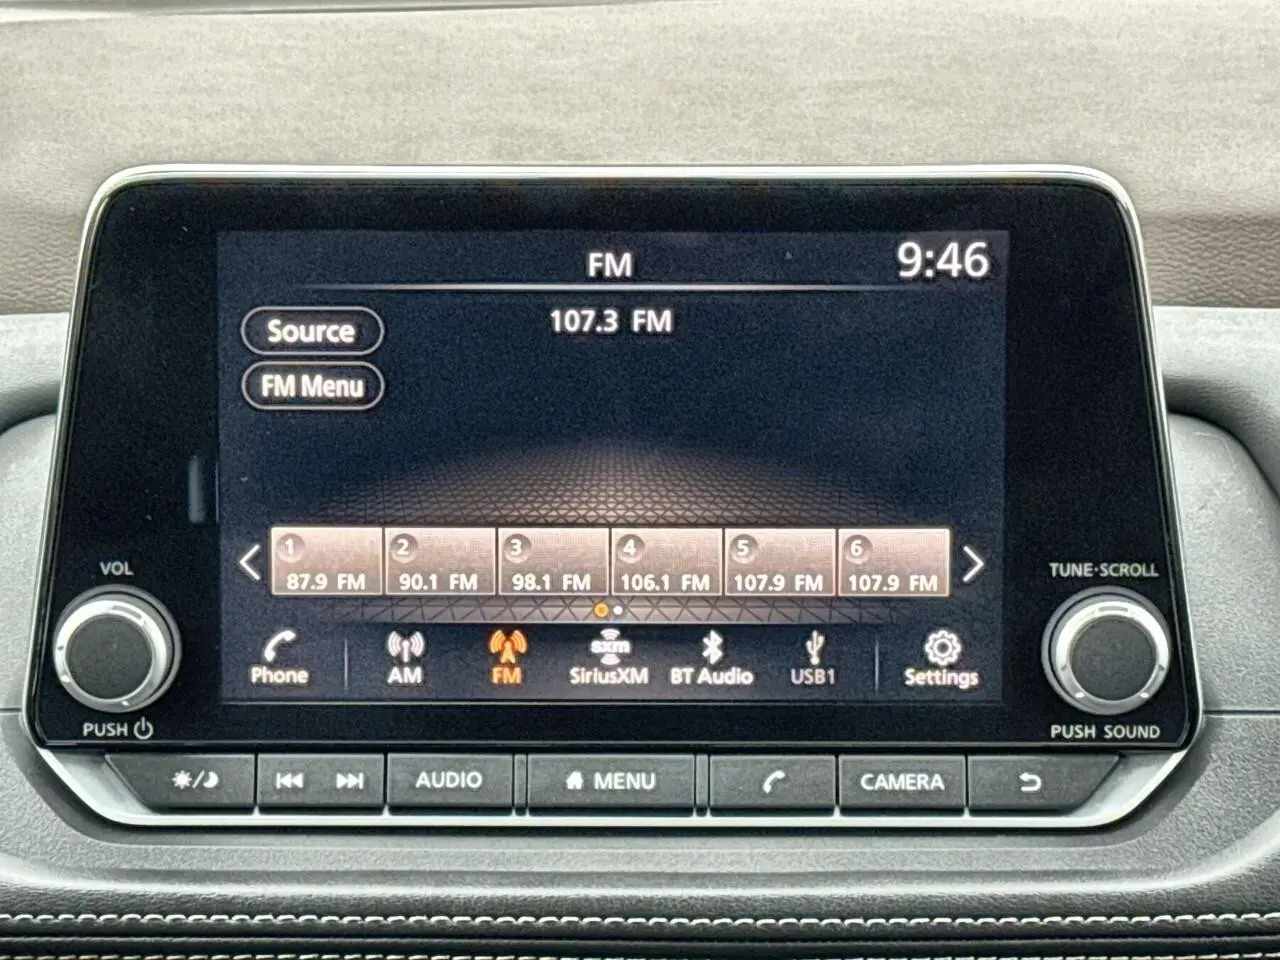 FM
9:46
107.3 FM
Source
FM Menu
1
87.9 FM
2
90.1 FM
3
98.1 FM
4
106.1 FM
5
107.9 FM
6
107.9 FM
VOL
TUNE·SCROLL
Phone
AM
FM
sxm
SiriusXM
BT Audio
USB1
Settings
PUSH
PUSH SOUND
AUDIO
MENU
CAMERA